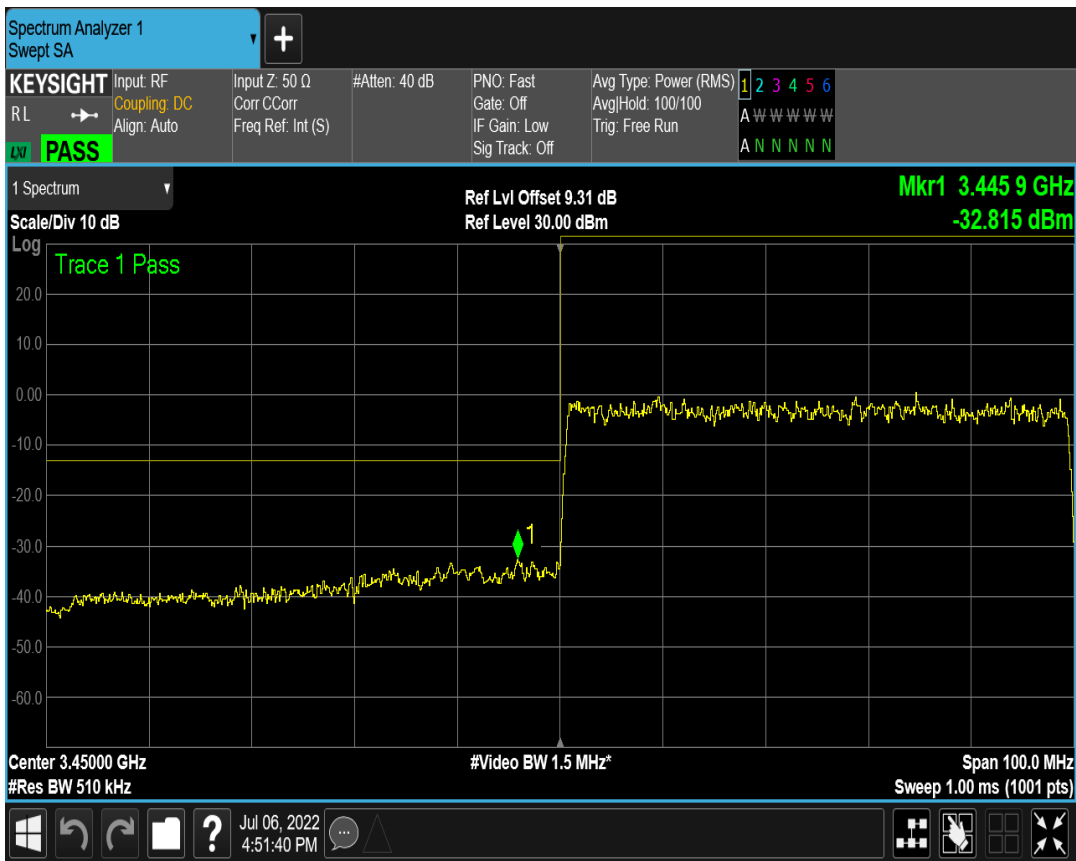 Spectrum Analyzer 1
Swept SA
+
KEYSIGHT
RL
LXI PASS
Input: RF
Coupling: DC
Align: Auto
Input Z: 50 Ω
Corr CCorr
Freq Ref: Int (S)
#Atten: 40 dB
PNO: Fast
Gate: Off
IF Gain: Low
Sig Track: Off
Avg Type: Power (RMS)
Avg|Hold: 100/100
Trig: Free Run
1 2 3 4 5 6
A W W W W W
A N N N N N
1 Spectrum
Scale/Div 10 dB
Ref Lvl Offset 9.31 dB
Ref Level 30.00 dBm
Mkr1 3.445 9 GHz
-32.815 dBm
Log
Trace 1 Pass
20.0
10.0
0.00
-10.0
-20.0
-30.0
-40.0
-50.0
-60.0
1
Center 3.45000 GHz
#Res BW 510 kHz
#Video BW 1.5 MHz*
Span 100.0 MHz
Sweep 1.00 ms (1001 pts)
?
Jul 06, 2022
4:51:40 PM